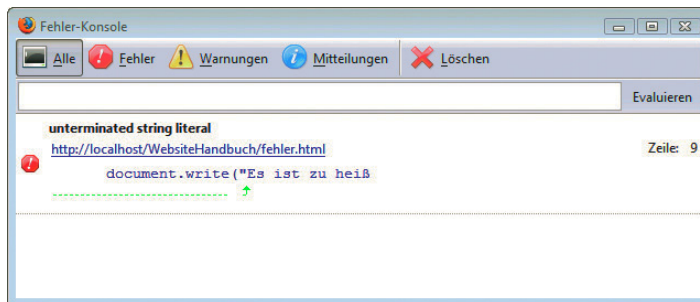 Fehler-Konsole
Alle Fehler Warnungen Mitteilungen Löschen
Evaluieren
unterminated string literal
http://localhost/WebsiteHandbuch/fehler.html Zeile: 9
document.write("Es ist zu heiß